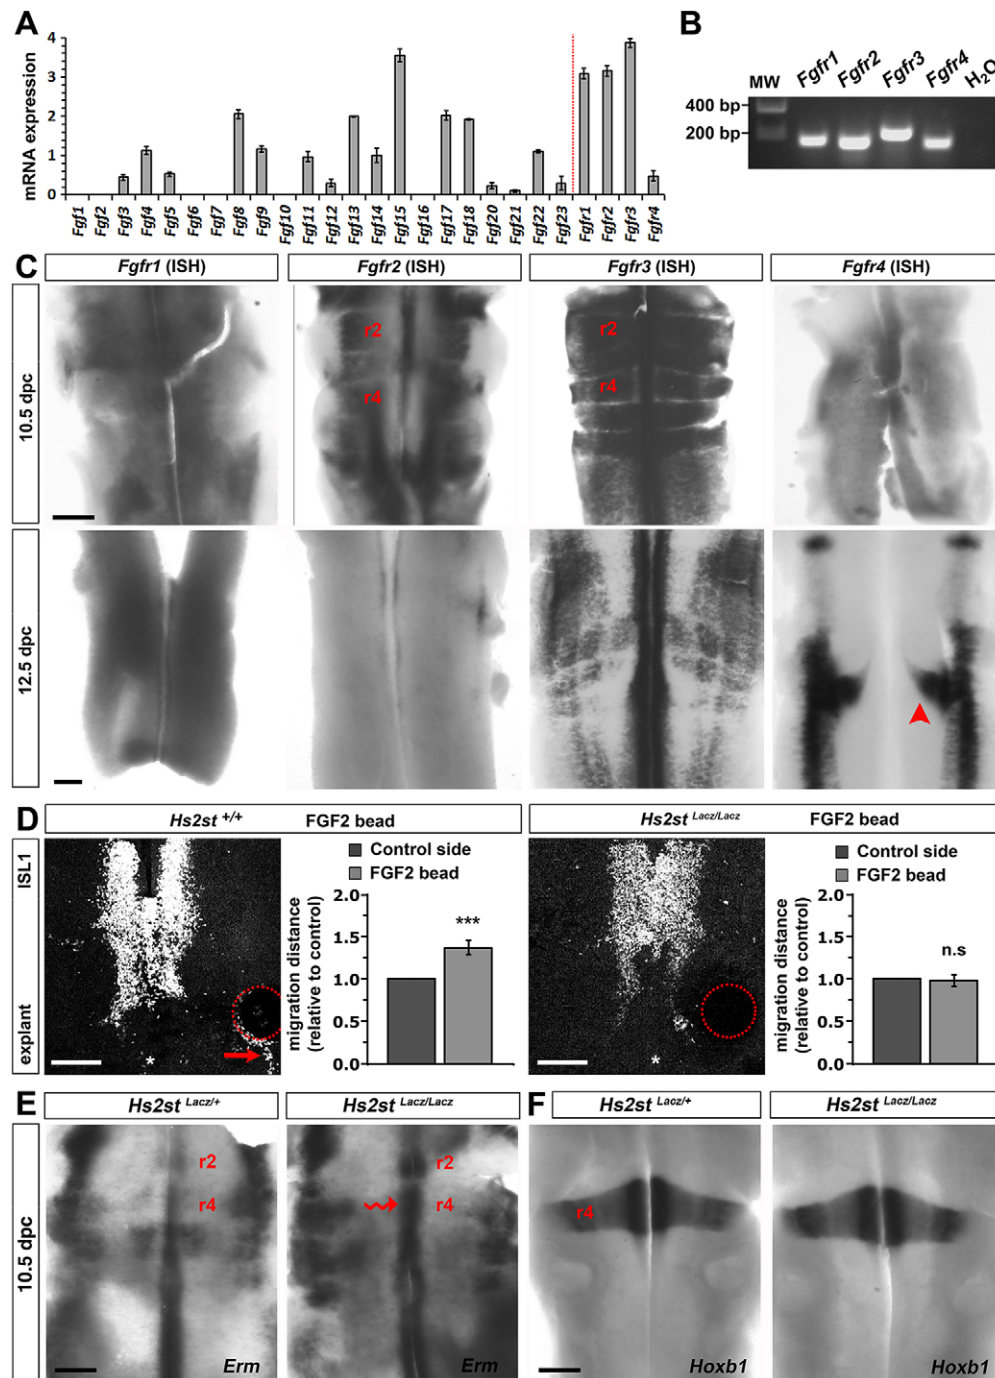 A
mRNA expression
4
3
2
1
0
Fgf1 Fgf2 Fgf3 Fgf4 Fgf5 Fgf6 Fgf7 Fgf8 Fgf9 Fgf10 Fgf11 Fgf12 Fgf13 Fgf14 Fgf15 Fgf16 Fgf17 Fgf18 Fgf20 Fgf21 Fgf22 Fgf23 Fgfr1 Fgfr2 Fgfr3 Fgfr4
B
MW Fgfr1 Fgfr2 Fgfr3 Fgfr4 H₂O
400 bp
200 bp
C
Fgfr1 (ISH) Fgfr2 (ISH) Fgfr3 (ISH) Fgfr4 (ISH)
10.5 dpc
r2 r2
r4 r4
12.5 dpc
D
Hs2st +/+ FGF2 bead
ISL1
explant
*
Control side
FGF2 bead
migration distance
(relative to control)
2.0
1.5
1.0
0.5
0.0
***
Hs2st Lacz/Lacz FGF2 bead
*
Control side
FGF2 bead
migration distance
(relative to control)
2.0
1.5
1.0
0.5
0.0
n.s
E
Hs2st Lacz/+ Hs2st Lacz/Lacz
10.5 dpc
r2 r2
r4 r4
Erm Erm
F
Hs2st Lacz/+ Hs2st Lacz/Lacz
r4
Hoxb1 Hoxb1